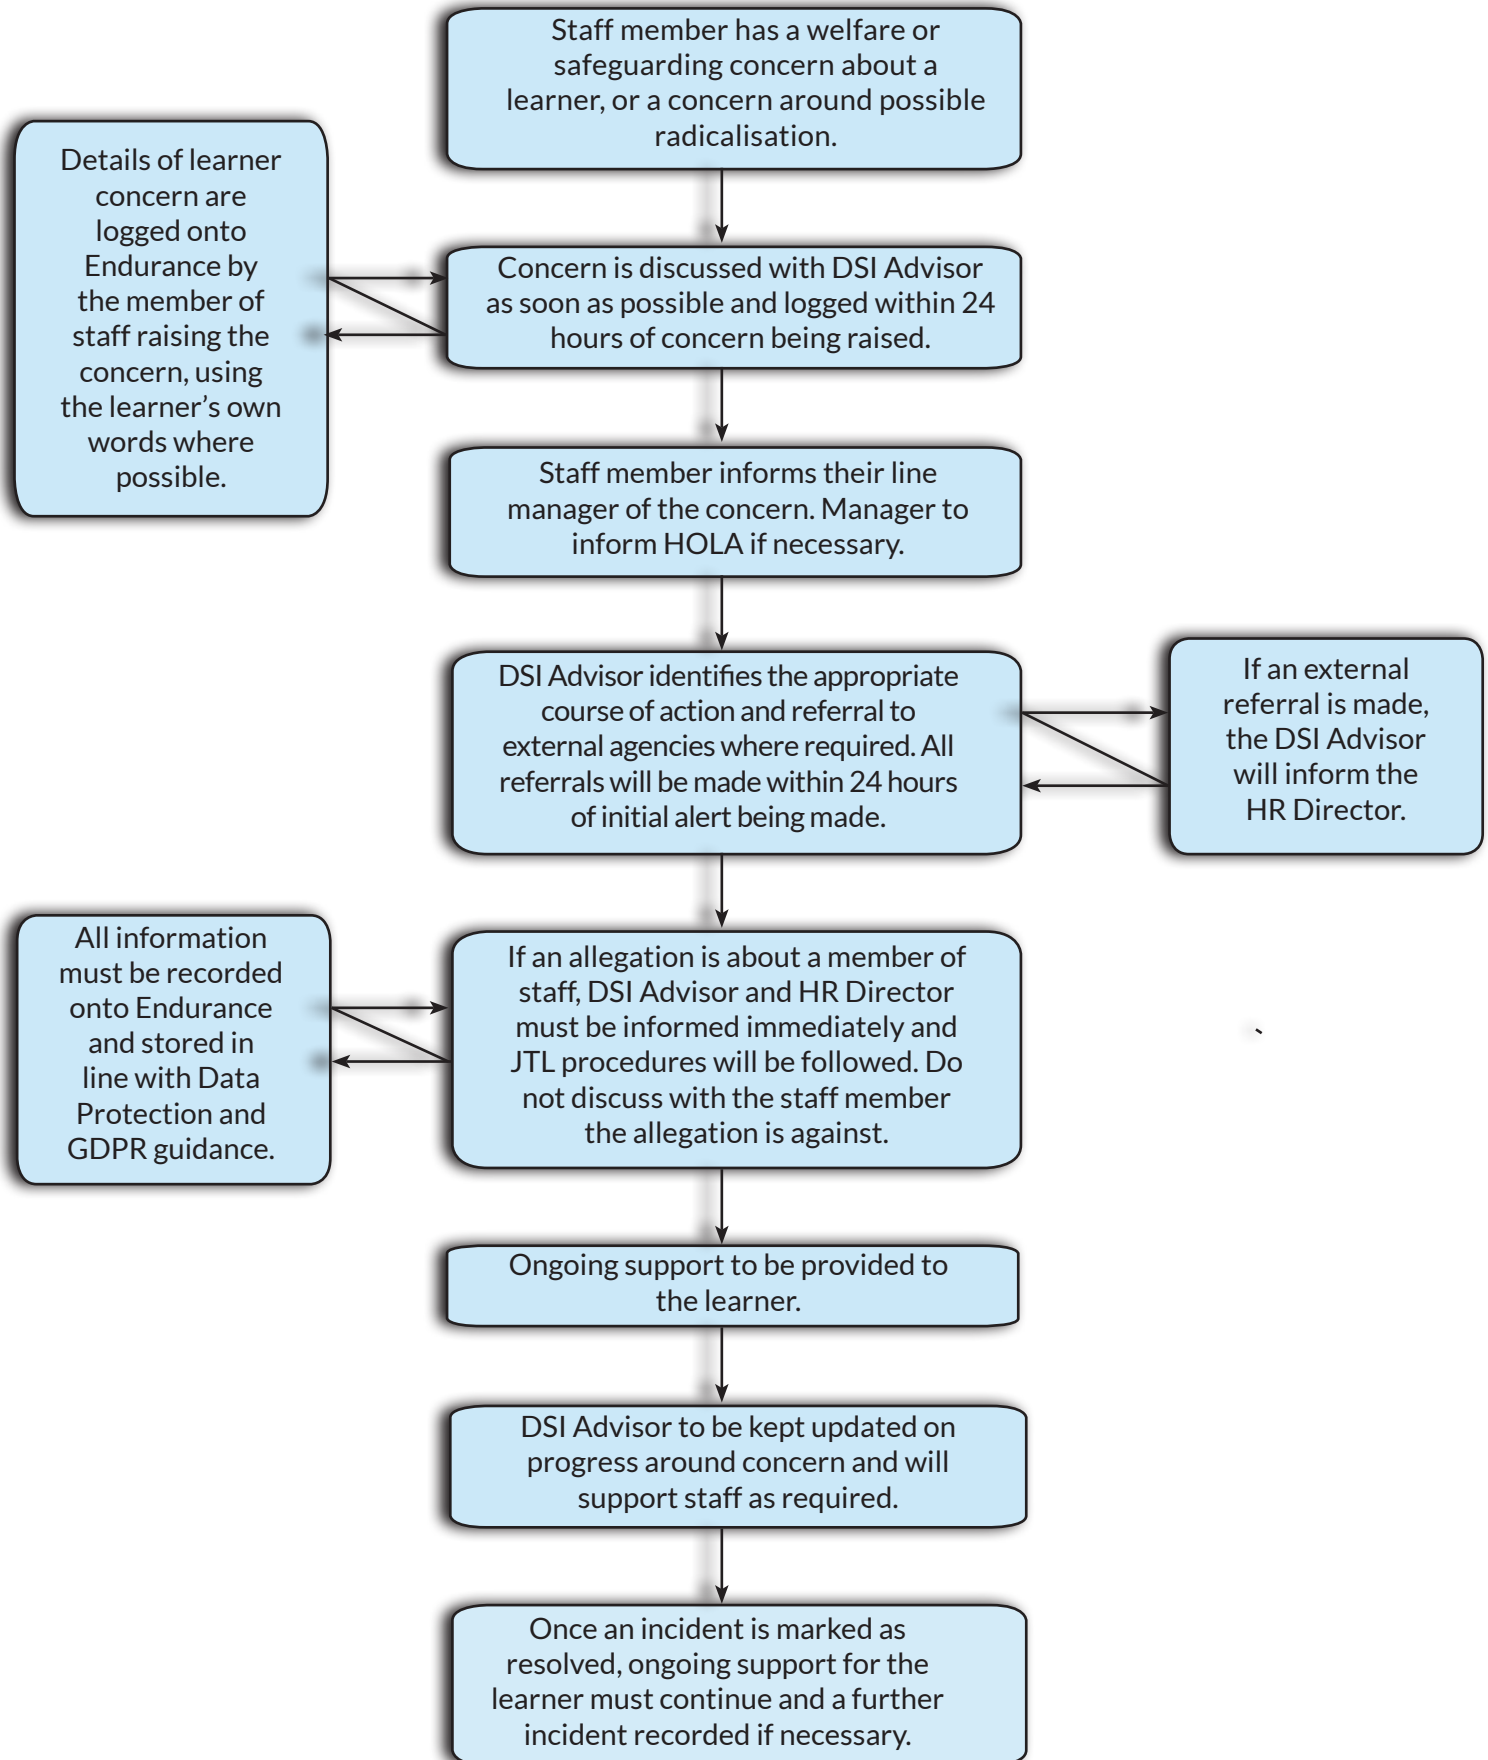 Staff member has a welfare or
safeguarding concern about a
learner, or a concern around possible
radicalisation.
Details of learner
concern are
logged onto
Endurance by
the member of
staff raising the
concern, using
the learner’s own
words where
possible.
Concern is discussed with DSI Advisor
as soon as possible and logged within 24
hours of concern being raised.
Staff member informs their line
manager of the concern. Manager to
inform HOLA if necessary.
DSI Advisor identifies the appropriate
course of action and referral to
external agencies where required. All
referrals will be made within 24 hours
of initial alert being made.
If an external
referral is made,
the DSI Advisor
will inform the
HR Director.
All information
must be recorded
onto Endurance
and stored in
line with Data
Protection and
GDPR guidance.
If an allegation is about a member of
staff, DSI Advisor and HR Director
must be informed immediately and
JTL procedures will be followed. Do
not discuss with the staff member
the allegation is against.
Ongoing support to be provided to
the learner.
DSI Advisor to be kept updated on
progress around concern and will
support staff as required.
Once an incident is marked as
resolved, ongoing support for the
learner must continue and a further
incident recorded if necessary.